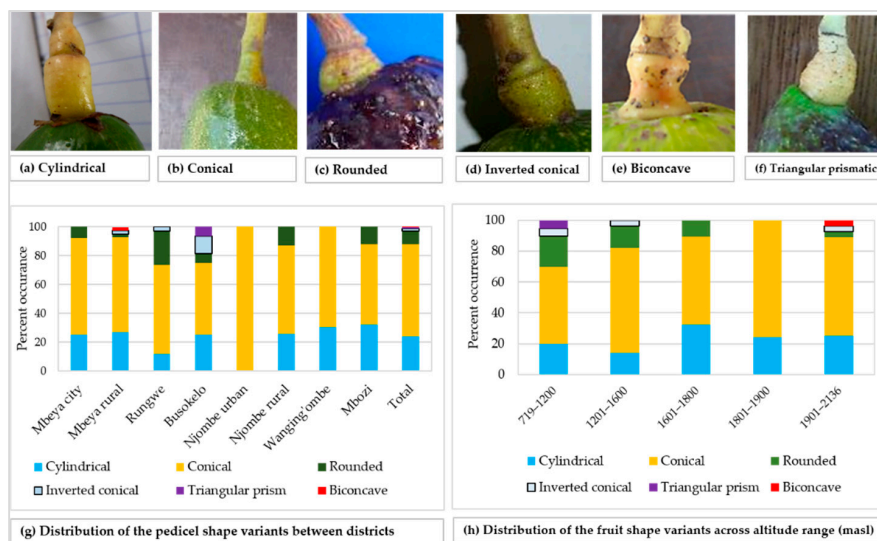 (a) Cylindrical
(b) Conical
(c) Rounded
(d) Inverted conical
(e) Biconcave
(f) Triangular prismatic
Percent occurance
100
80
60
40
20
0
Mbeya city
Mbeya rural
Rungwe
Busokelo
Njombe urban
Njombe rural
Wanging'ombe
Mbozi
Total
Cylindrical
Conical
Rounded
Inverted conical
Triangular prism
Biconcave
(g) Distribution of the pedicel shape variants between districts
Percent occurrence
100
80
60
40
20
0
719–1200
1201–1600
1601–1800
1801–1900
1901–2136
Cylindrical
Conical
Rounded
Inverted conical
Triangular prism
Biconcave
(h) Distribution of the fruit shape variants across altitude range (masl)